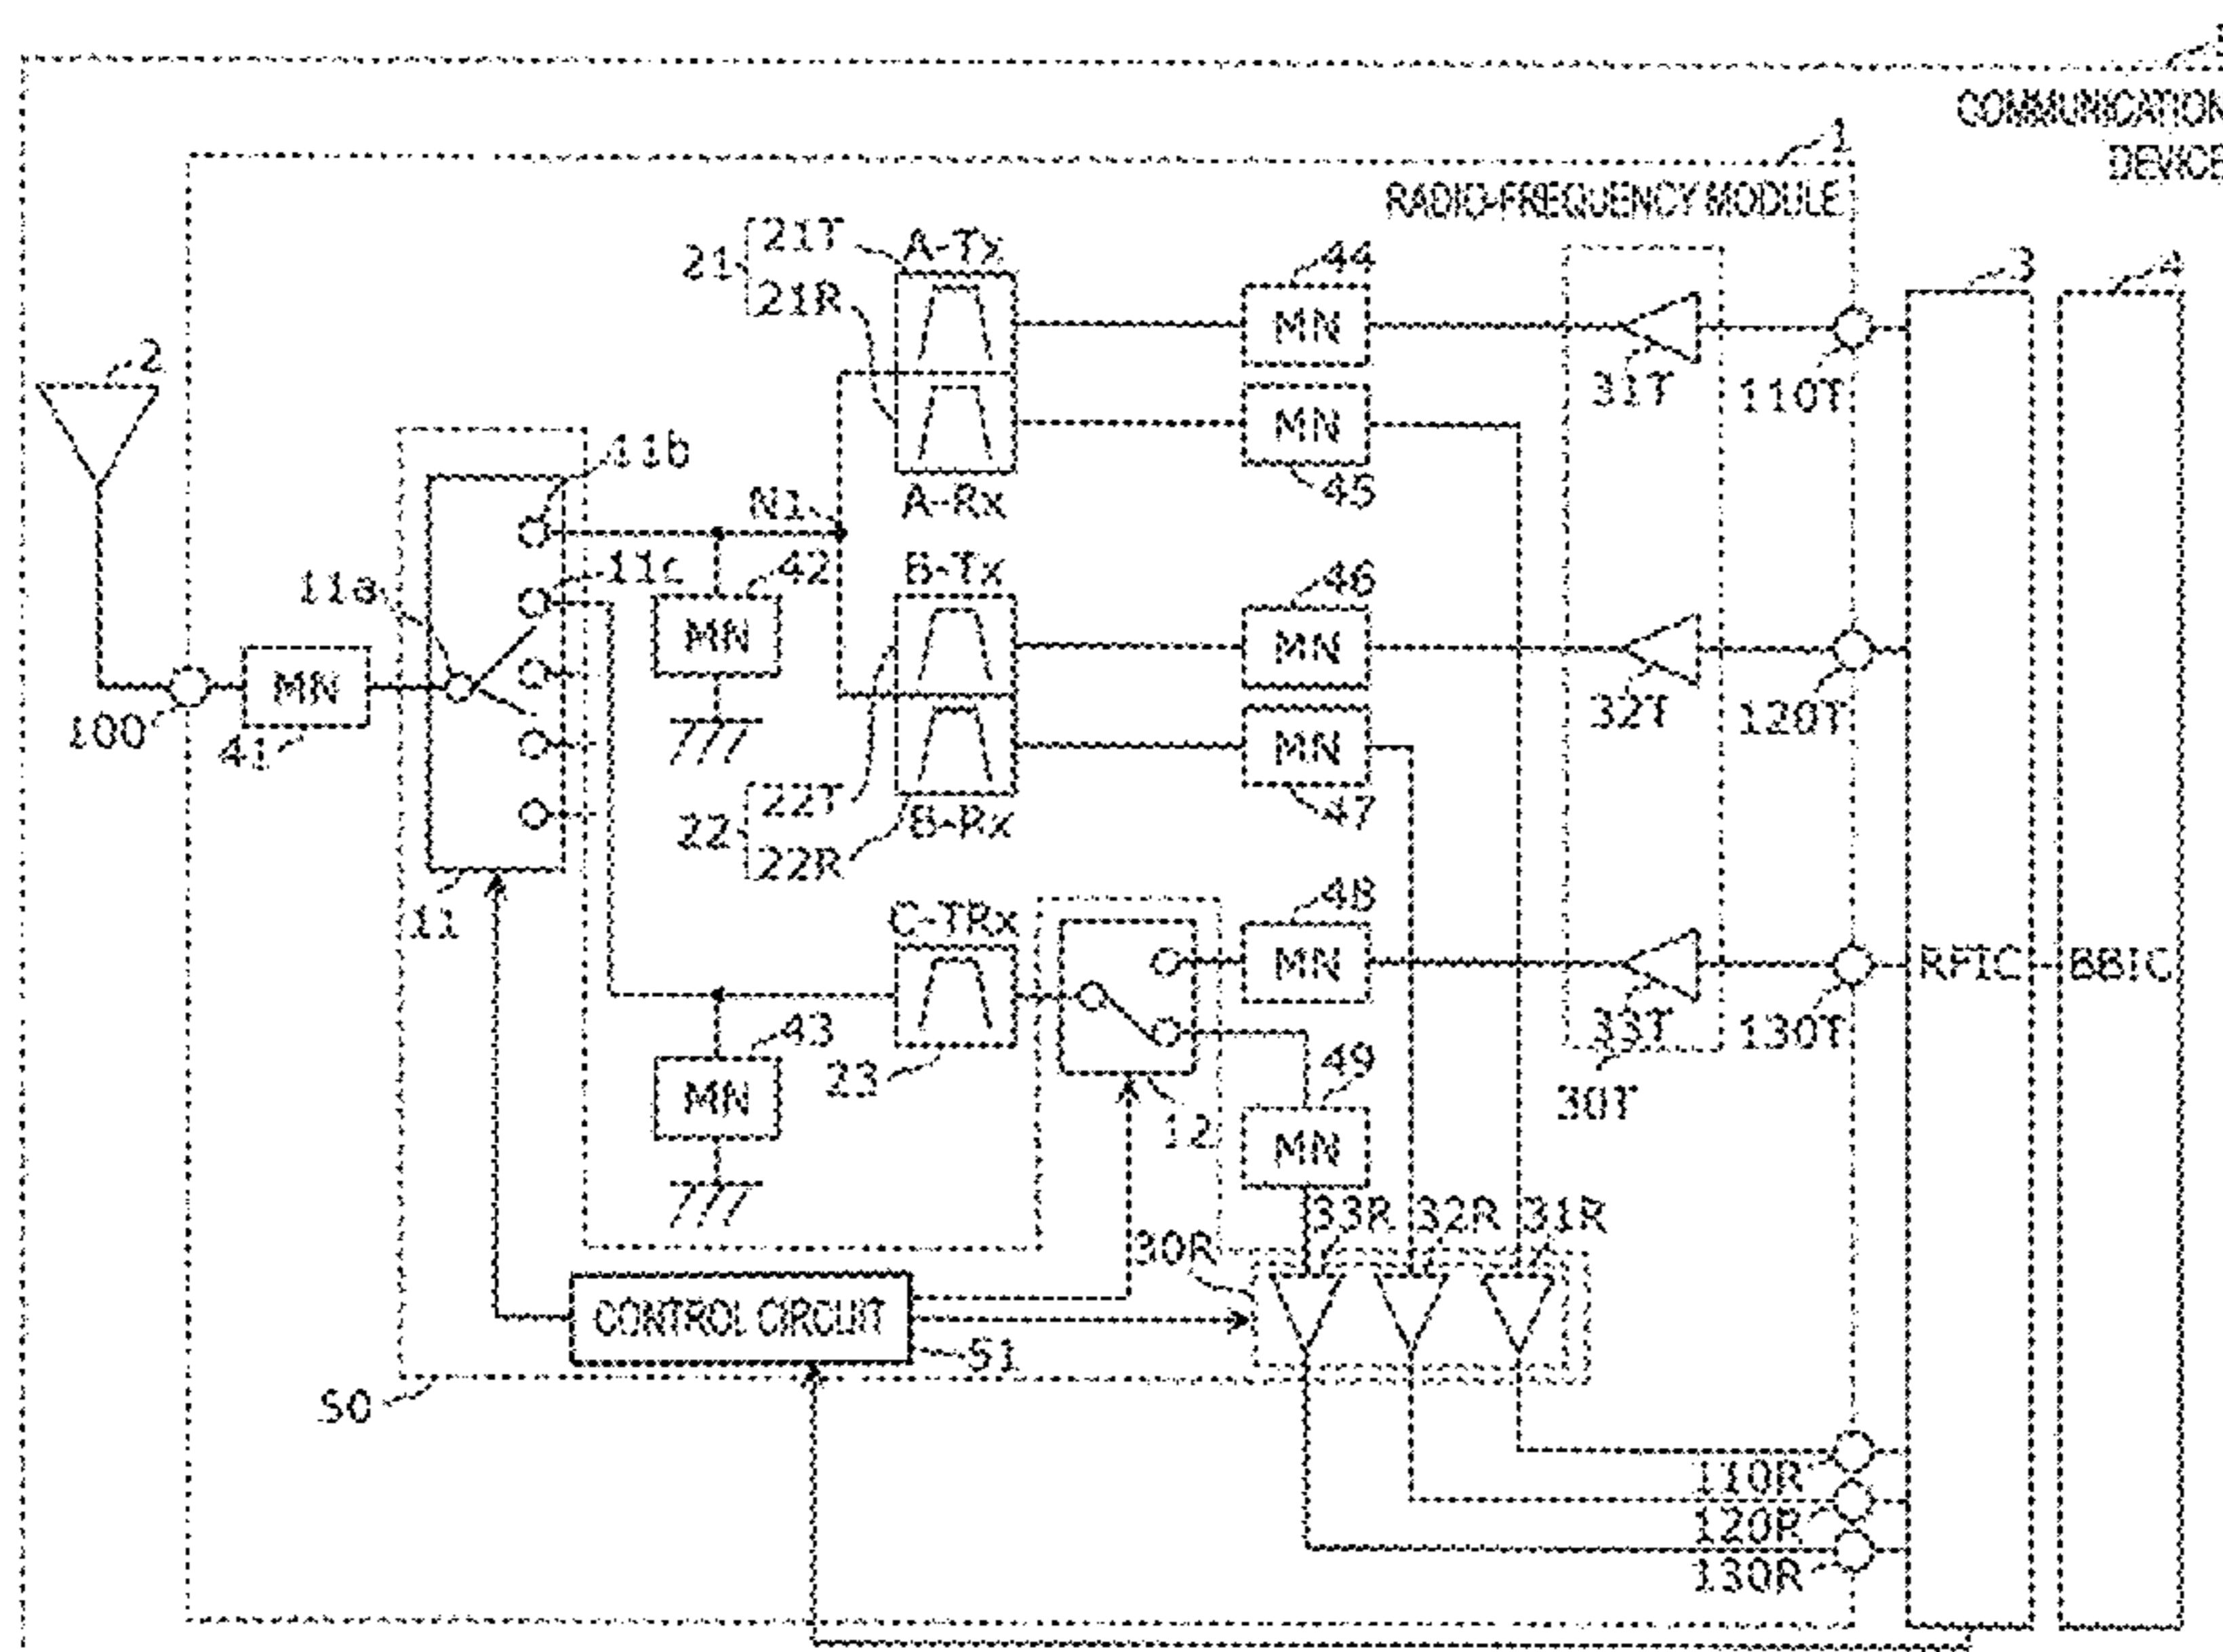 COMMUNICATION
DEVICE
1
RADIO-FREQUENCY MODULE
21
21T
21R
A-Tx
44
MN
3
4
31T
110T
2
MN
45
A-Rx
11b
N1
11c
42
11a
MN
B-Tx
46
MN
32T
120T
100
MN
41
MN
47
22
22T
22R
B-Rx
11
C-TRx
48
MN
RFIC
BBIC
33T
130T
43
MN
23
12
49
MN
30T
33R
32R
31R
30R
CONTROL CIRCUIT
51
50
110R
120R
130R